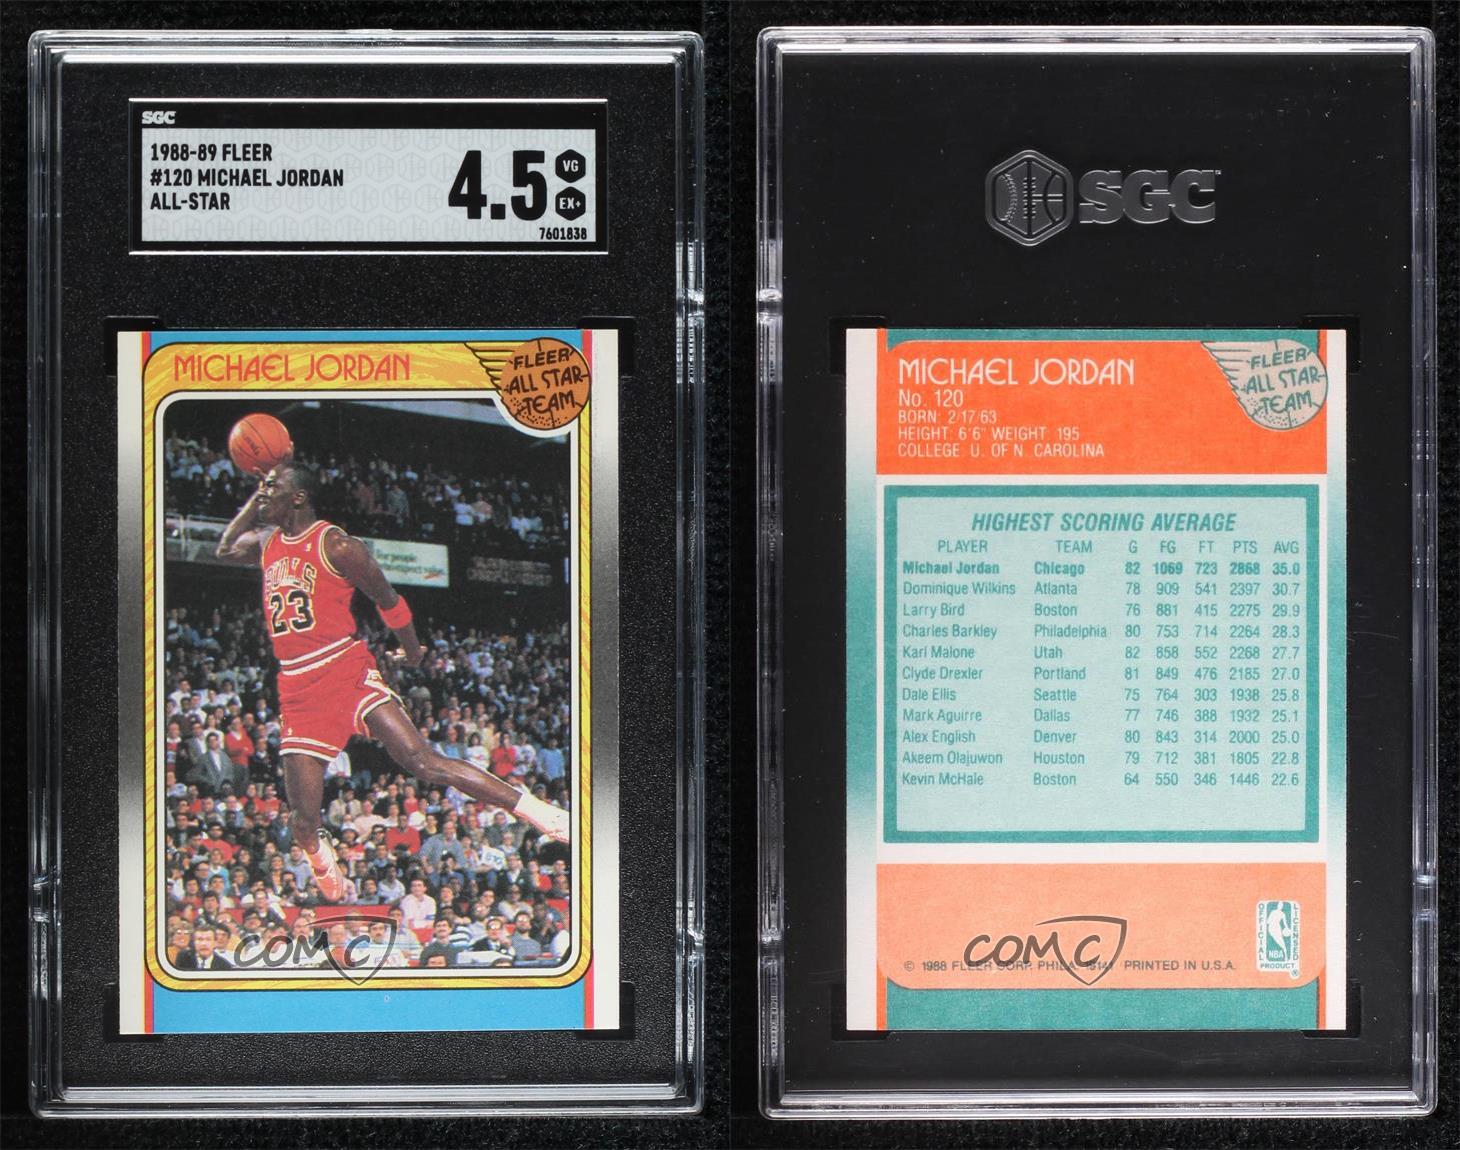 SGC
1988-89 FLEER
#120 MICHAEL JORDAN
ALL-STAR
4.5
VG
EX+
7601838
MICHAEL JORDAN
FLEER
ALL STAR
TEAM
BULLS
23
COMC
SGC
MICHAEL JORDAN
No. 120
BORN: 2/17/63
HEIGHT: 6'6" WEIGHT: 195
COLLEGE: U. OF N. CAROLINA
FLEER
ALL STAR
TEAM
HIGHEST SCORING AVERAGE
PLAYER TEAM G FG FT PTS AVG
Michael Jordan Chicago 82 1069 723 2868 35.0
Dominique Wilkins Atlanta 78 909 541 2397 30.7
Larry Bird Boston 76 881 415 2275 29.9
Charles Barkley Philadelphia 80 753 714 2264 28.3
Karl Malone Utah 82 858 552 2268 27.7
Clyde Drexler Portland 81 849 476 2185 27.0
Dale Ellis Seattle 75 764 303 1938 25.8
Mark Aguirre Dallas 77 746 388 1932 25.1
Alex English Denver 80 843 314 2000 25.0
Akeem Olajuwon Houston 79 712 381 1805 22.8
Kevin McHale Boston 64 550 346 1446 22.6
OFFICIAL
LICENSED
NBA
PRODUCT
®
COMC
© 1988 FLEER CORP. PHILA. 19141 PRINTED IN U.S.A.